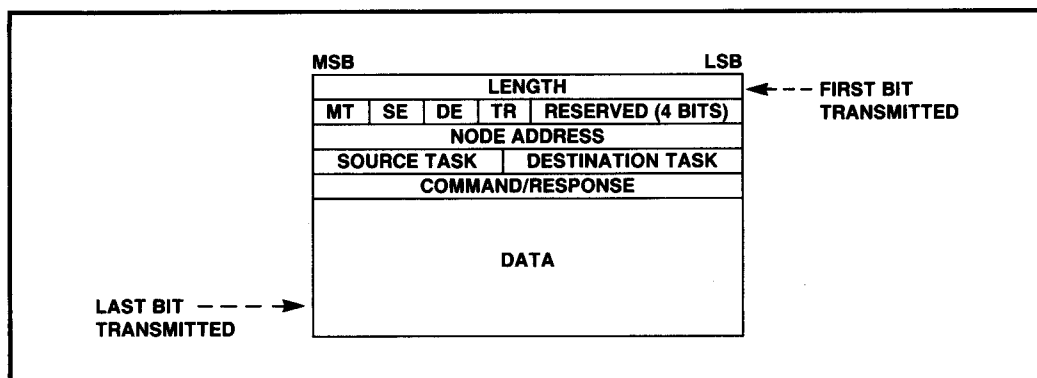 MSB LSB
LENGTH
FIRST BIT
TRANSMITTED
MT SE DE TR RESERVED (4 BITS)
NODE ADDRESS
SOURCE TASK DESTINATION TASK
COMMAND/RESPONSE
DATA
LAST BIT
TRANSMITTED